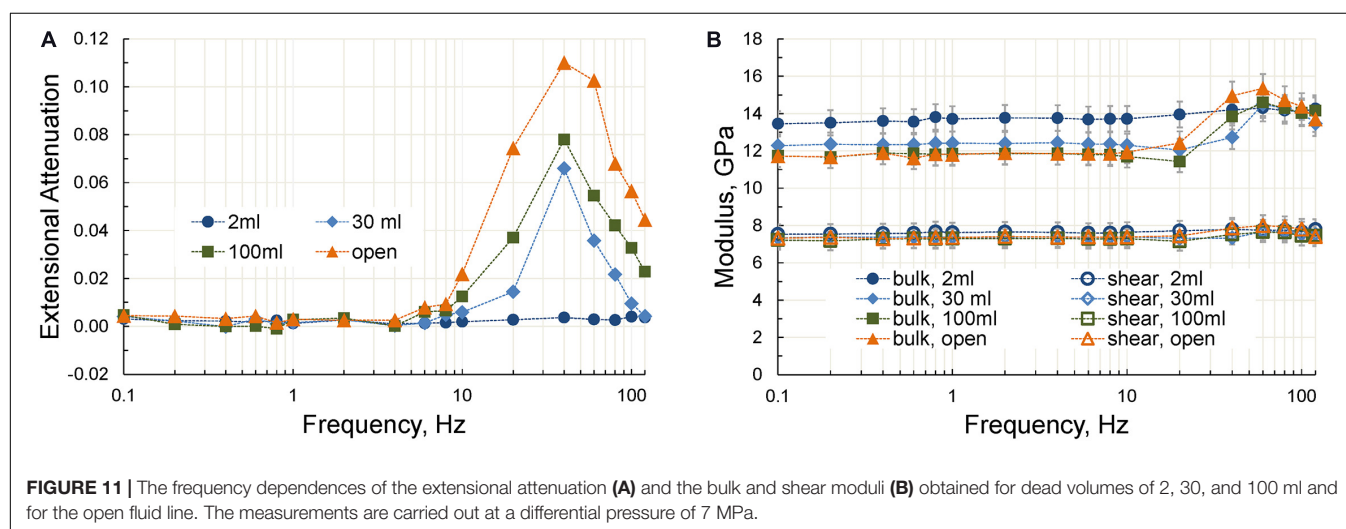 A
0.12
0.10
0.08
0.06
0.04
0.02
0.00
-0.02
Extensional Attenuation
2ml
30 ml
100ml
open
0.1
1
10
100
Frequency, Hz
B
18
16
14
12
10
8
6
4
2
0
Modulus, GPa
bulk, 2ml
shear, 2ml
bulk, 30 ml
shear, 30ml
bulk, 100ml
shear, 100ml
bulk, open
shear, open
0.1
1
10
100
Frequency, Hz
FIGURE 11 | The frequency dependences of the extensional attenuation (A) and the bulk and shear moduli (B) obtained for dead volumes of 2, 30, and 100 ml and
for the open fluid line. The measurements are carried out at a differential pressure of 7 MPa.